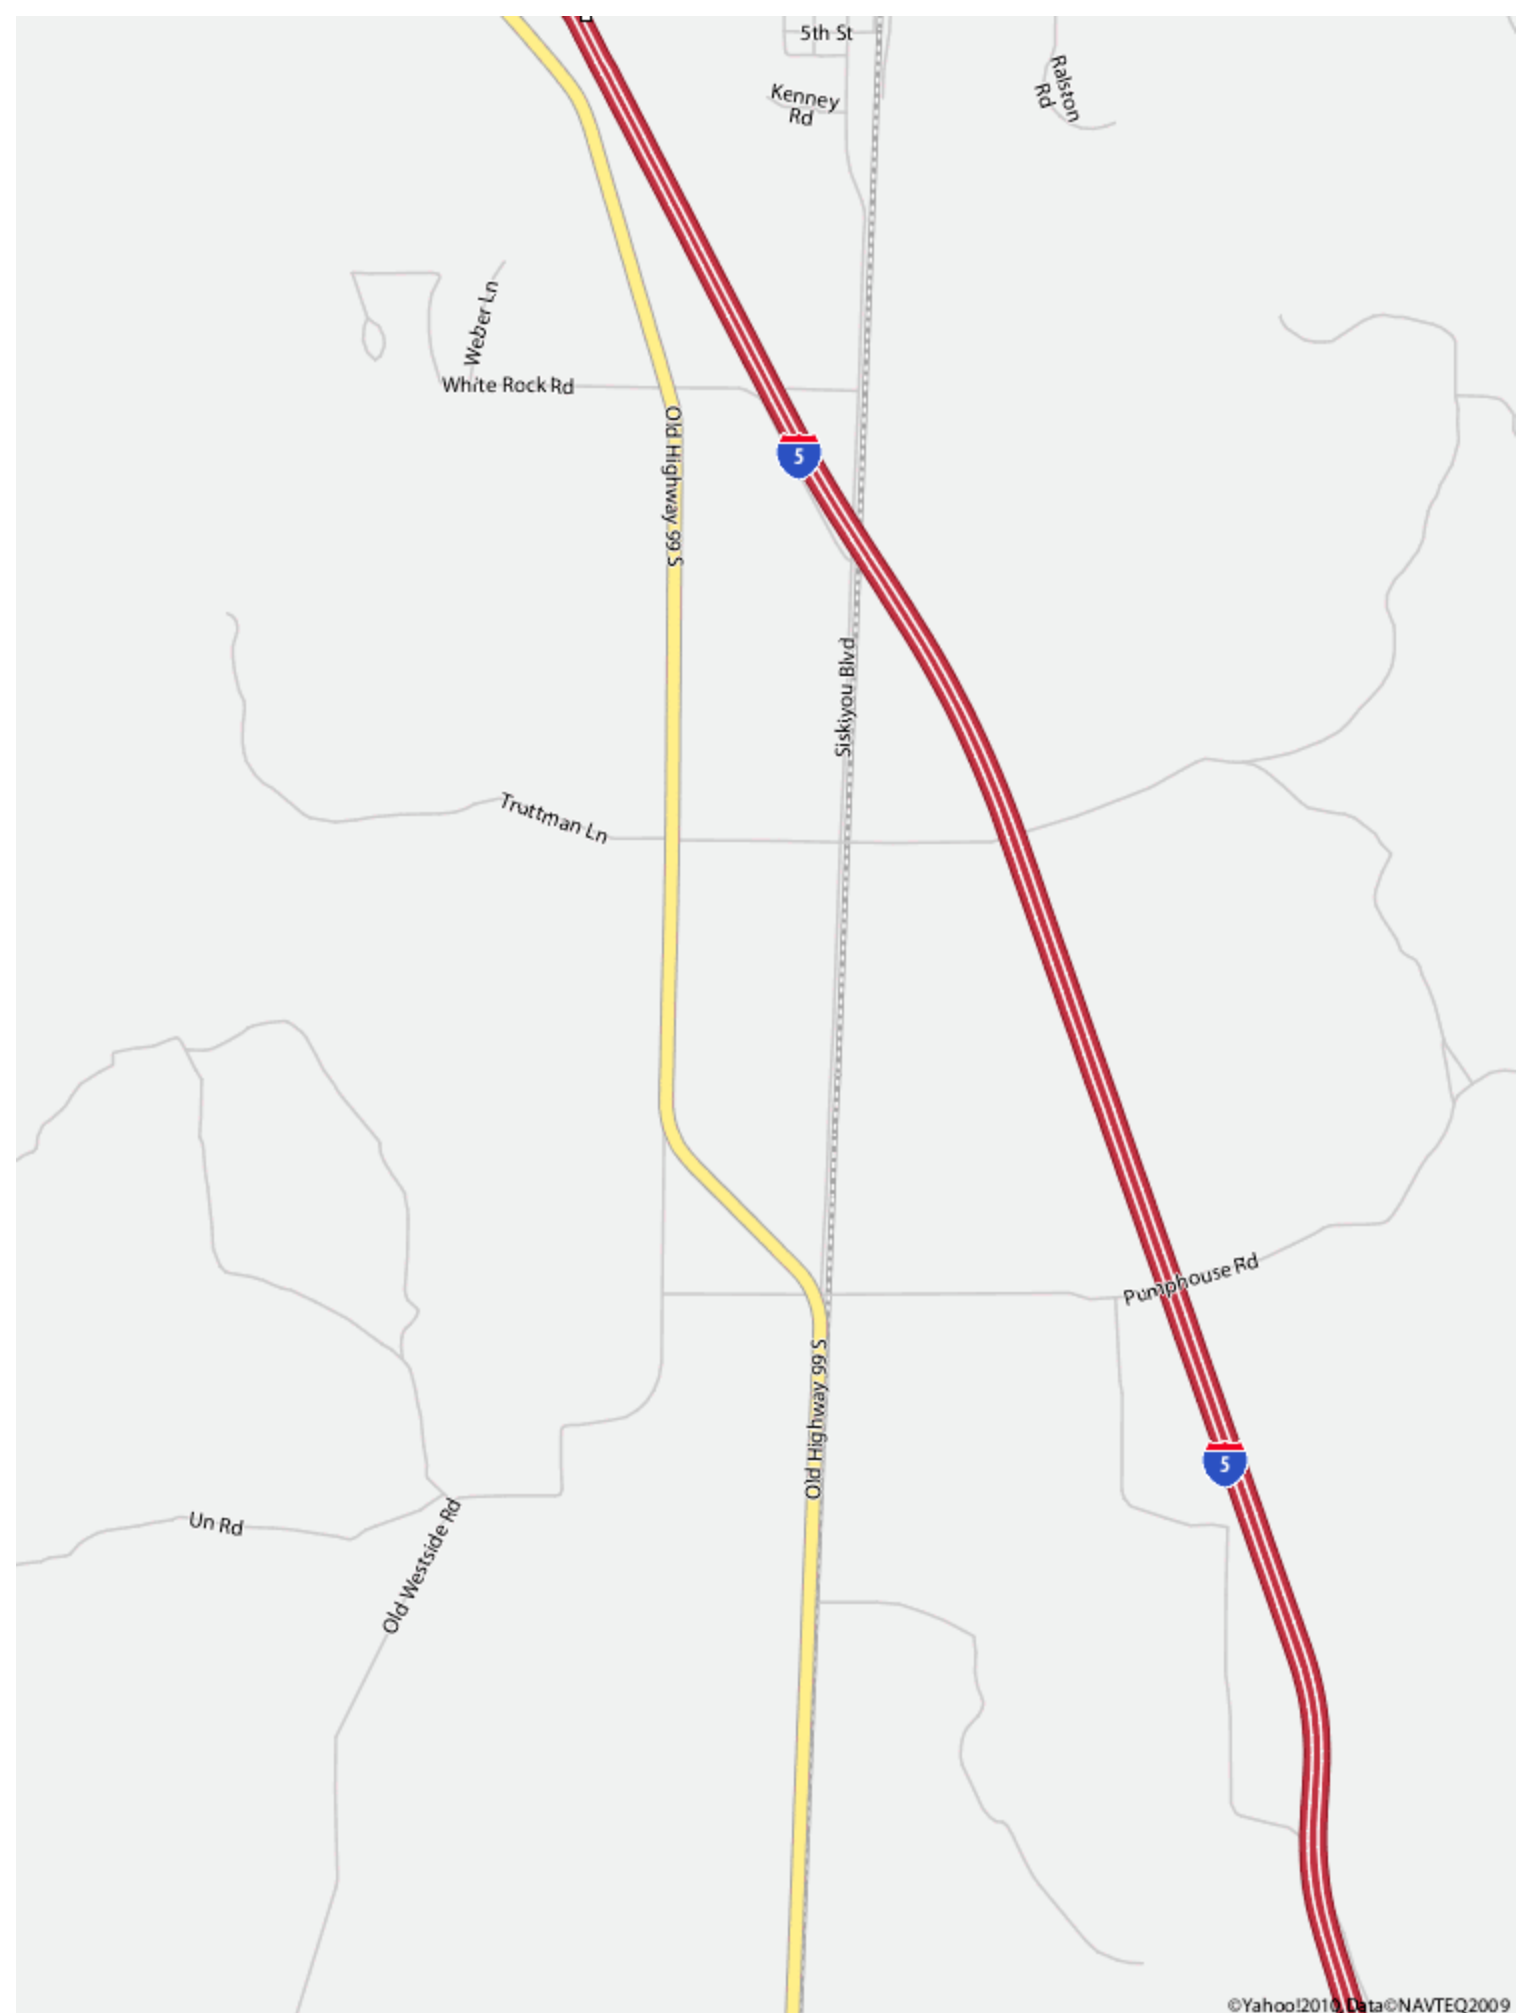 5th St
Kenney
Rd
Ralston
Rd
Weber Ln
White Rock Rd
Old Highway 99 S
5
Siskiyou Blvd
Truttman Ln
Pumphouse Rd
Old Highway 99 S
5
Un Rd
Old Westside Rd
©Yahoo!2010, Data©NAVTEQ2009